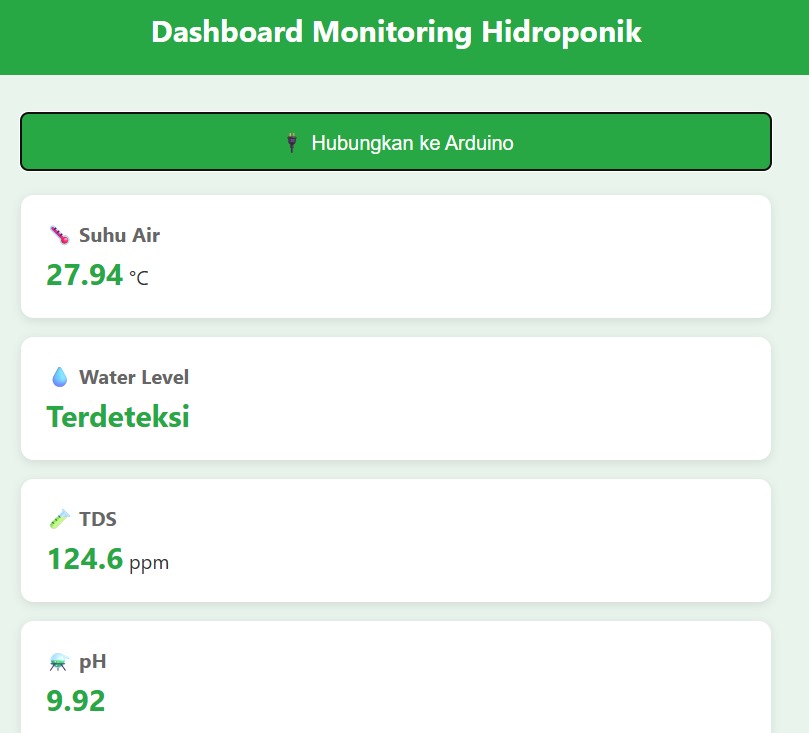 Dashboard Monitoring Hidroponik
Hubungkan ke Arduino
Suhu Air
27.94 °C
Water Level
Terdeteksi
TDS
124.6 ppm
pH
9.92